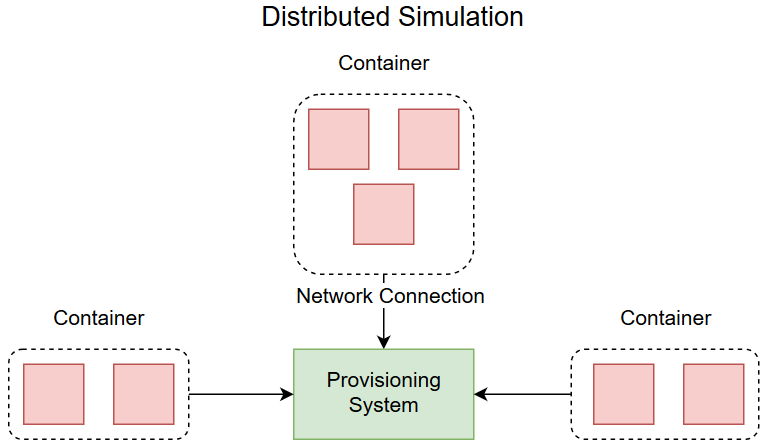 Distributed Simulation
Container
Network Connection
Container
Container
Provisioning
System